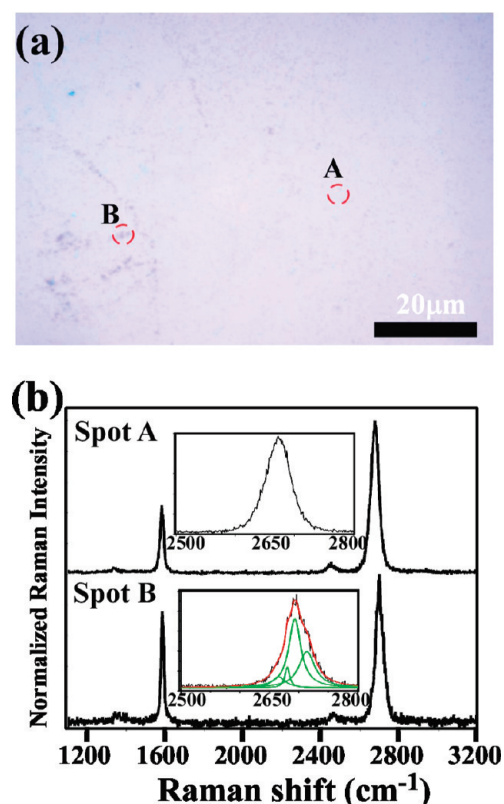 (a)
A
B
20μm
(b)
Normalized Raman Intensity
Spot A
2500 2650 2800
Spot B
2500 2650 2800
1200 1600 2000 2400 2800 3200
Raman shift (cm-1)